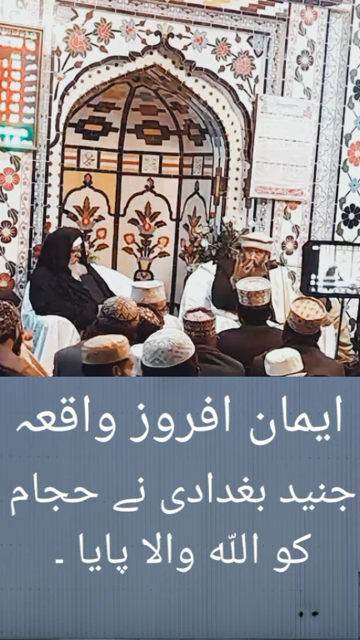 ایمان افروز واقعہ
جنید بغدادی نے حجام
کو اللہ والا پایا ۔